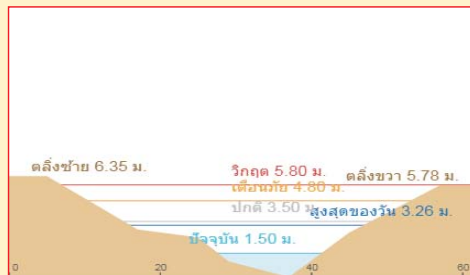 ตลิ่งซ้าย 6.35 ม.
วิกฤต 5.80 ม.
ตลิ่งขวา 5.78 ม.
เตือนภัย 4.80 ม.
ปกติ 3.50 ม.
สูงสุดของวัน 3.26 ม.
ปัจจุบัน 1.50 ม.
0 20 40 60